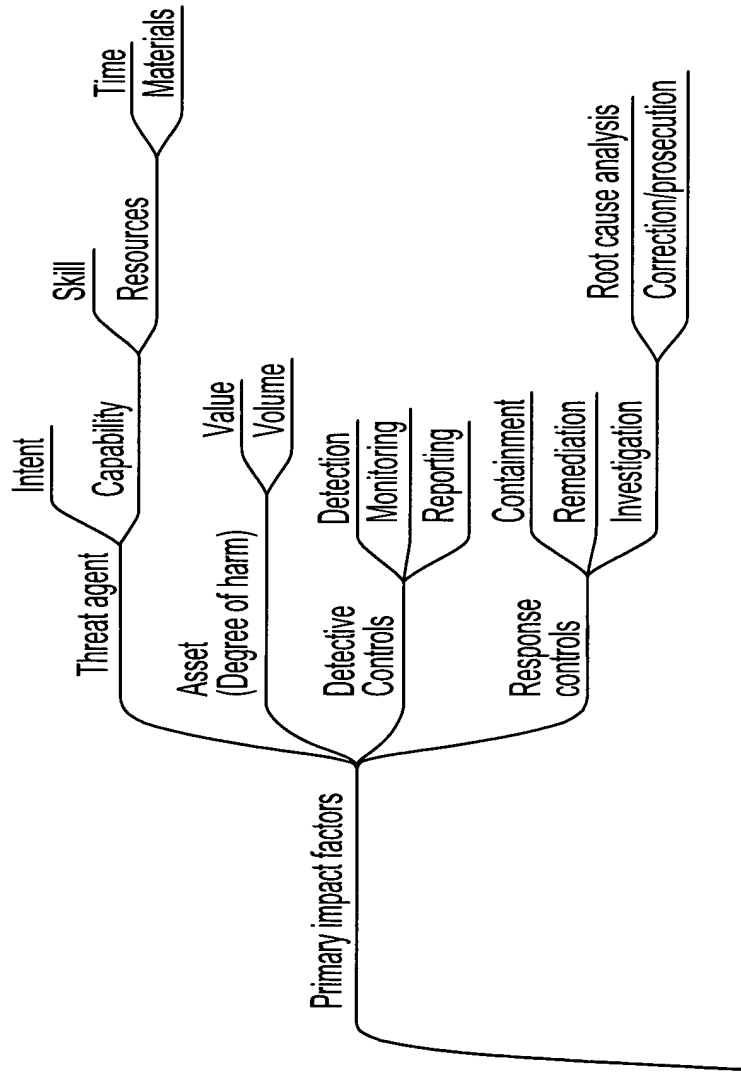 Primary impact factors
Threat agent
Intent
Capability
Skill
Resources
Time
Materials
Asset
(Degree of harm)
Value
Volume
Detective
Controls
Detection
Monitoring
Reporting
Response
controls
Containment
Remediation
Investigation
Root cause analysis
Correction/prosecution